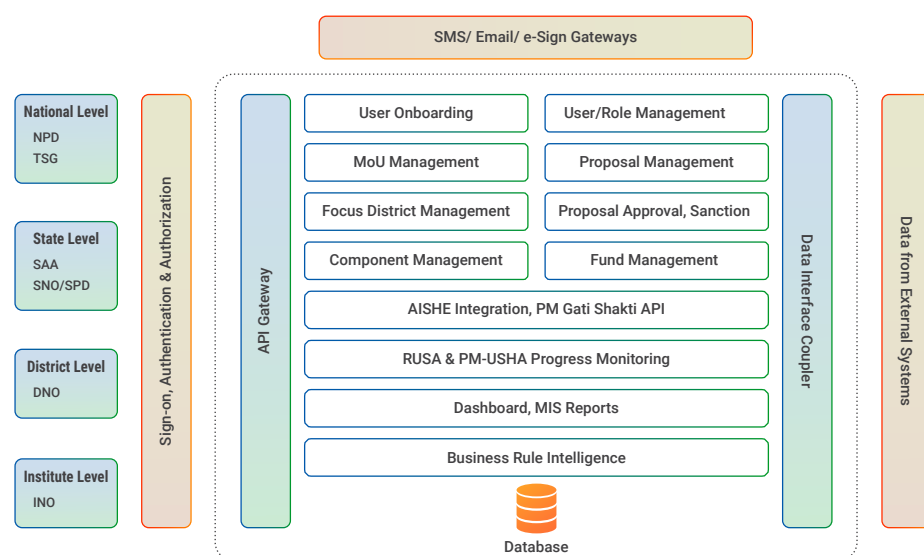 SMS/ Email/ e-Sign Gateways
National Level
NPD
TSG
State Level
SAA
SNO/SPD
District Level
DNO
Institute Level
INO
Sign-on, Authentication & Authorization
API Gateway
User Onboarding
User/Role Management
MoU Management
Proposal Management
Focus District Management
Proposal Approval, Sanction
Component Management
Fund Management
AISHE Integration, PM Gati Shakti API
RUSA & PM-USHA Progress Monitoring
Dashboard, MIS Reports
Business Rule Intelligence
Database
Data Interface Coupler
Data from External Systems